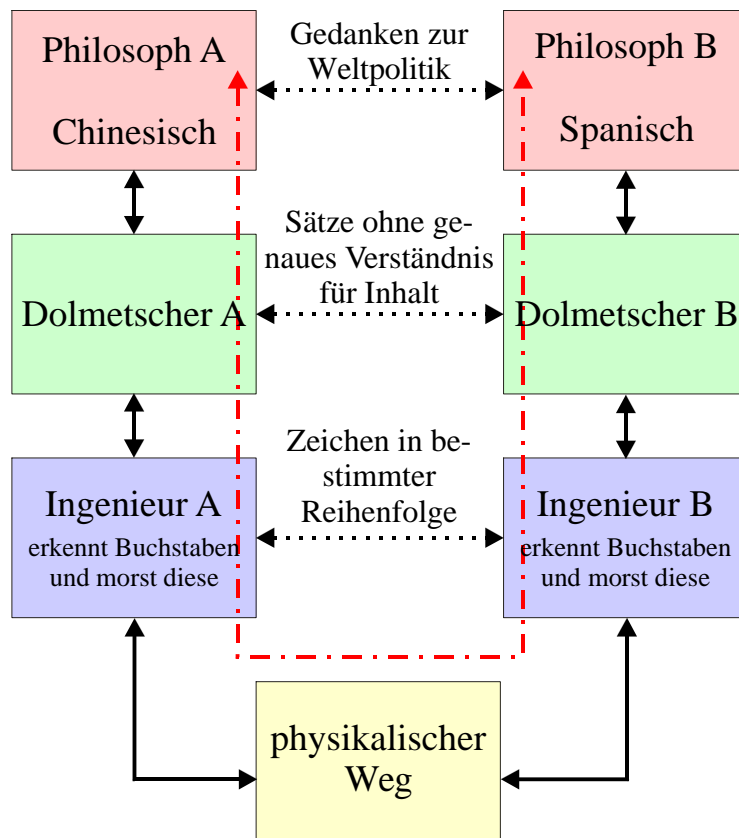 Philosoph A
Chinesisch
Gedanken zur
Weltpolitik
Philosoph B
Spanisch
Dolmetscher A
Sätze ohne ge-
naues Verständnis
für Inhalt
Dolmetscher B
Ingenieur A
erkennt Buchstaben
und morst diese
Zeichen in be-
stimmter
Reihenfolge
Ingenieur B
erkennt Buchstaben
und morst diese
physikalischer
Weg